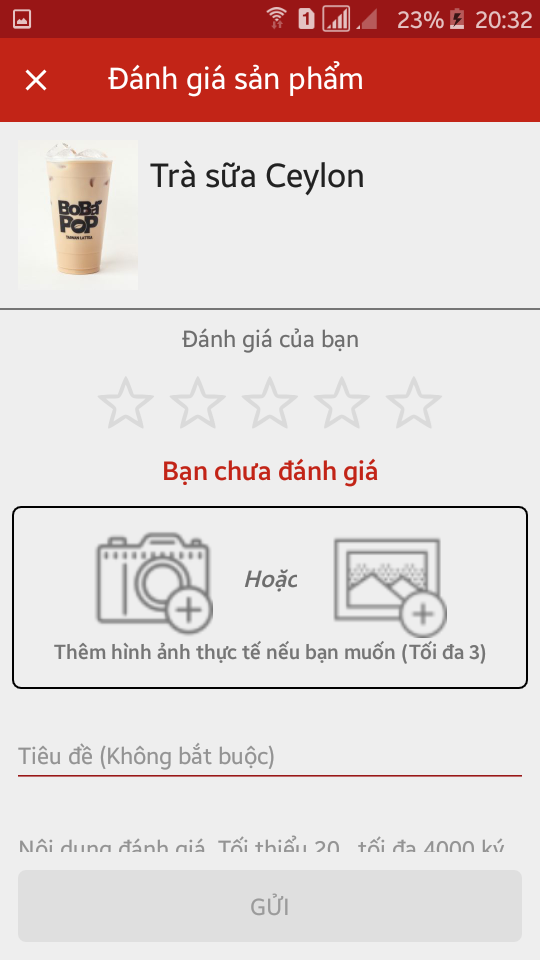 1 23% 20:32
Đánh giá sản phẩm
BoBa
POP
TAIWAN LATTEA
Trà sữa Ceylon
Đánh giá của bạn
Bạn chưa đánh giá
Hoặc
Thêm hình ảnh thực tế nếu bạn muốn (Tối đa 3)
Tiêu đề (Không bắt buộc)
Nội dung đánh giá. Tối thiểu 20 , tối đa 4000 ký
GỬI